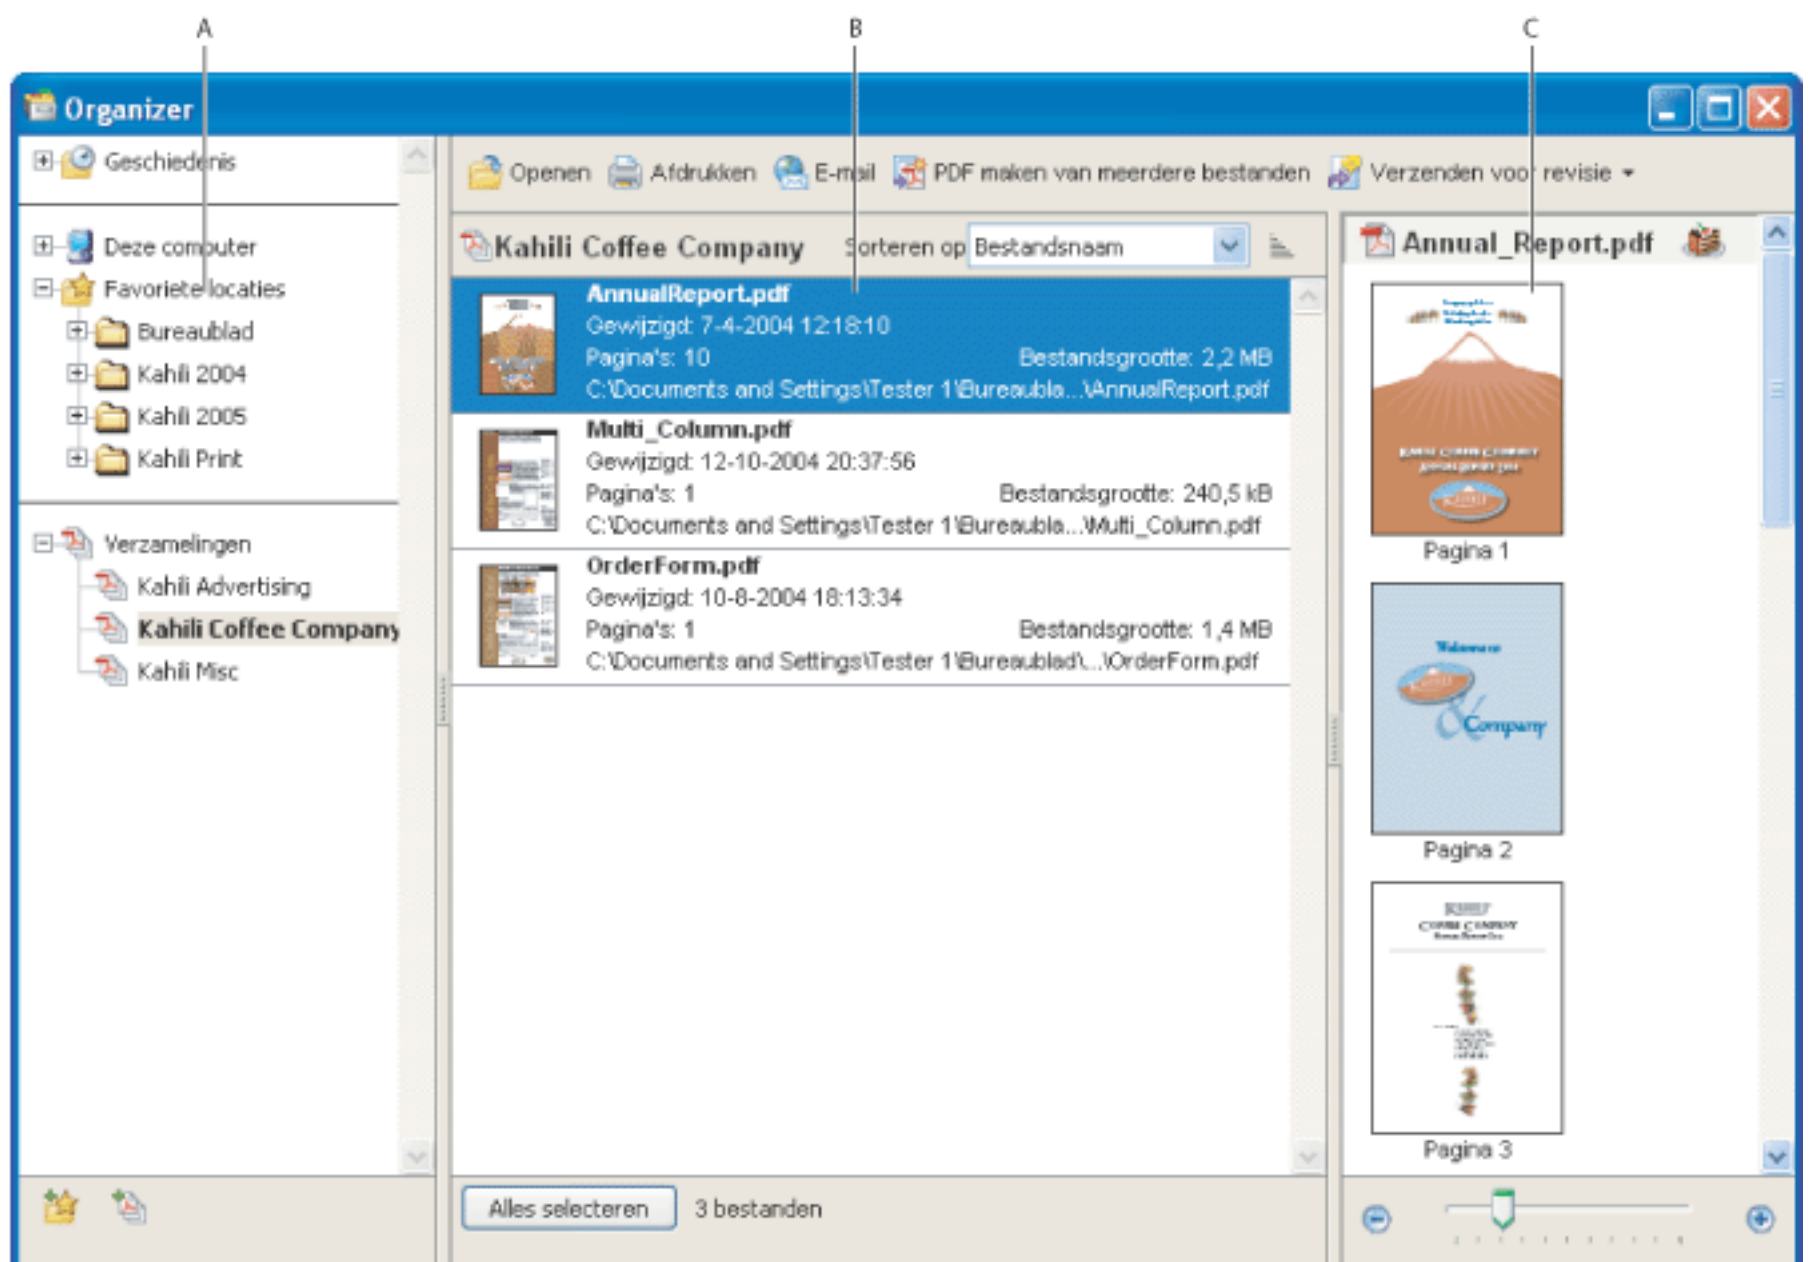 A B C
Organizer
Geschiedenis
Deze computer
Favoriete locaties
Bureaublad
Kahili 2004
Kahili 2005
Kahili Print
Verzamelingen
Kahili Advertising
Kahili Coffee Company
Kahili Misc
Openen Afdrukken E-mail PDF maken van meerdere bestanden Verzenden voor revisie
Kahili Coffee Company Sorteren op Bestandsnaam
AnnualReport.pdf
Gewijzigd: 7-4-2004 12:18:10
Pagina's: 10 Bestandsgrootte: 2,2 MB
C:\Documents and Settings\Tester 1\Bureaubla...\AnnualReport.pdf
Multi_Column.pdf
Gewijzigd: 12-10-2004 20:37:56
Pagina's: 1 Bestandsgrootte: 240,5 kB
C:\Documents and Settings\Tester 1\Bureaubla...\Multi_Column.pdf
OrderForm.pdf
Gewijzigd: 10-8-2004 18:13:34
Pagina's: 1 Bestandsgrootte: 1,4 MB
C:\Documents and Settings\Tester 1\Bureaublad\...\OrderForm.pdf
Alles selecteren 3 bestanden
Annual_Report.pdf
KAHILI COFFEE COMPANY
Pagina 1
& Company
Pagina 2
COFFEE COMPANY
Pagina 3